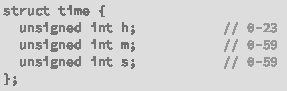 struct time {
  unsigned int h;          // 0-23
  unsigned int m;          // 0-59
  unsigned int s;          // 0-59
};